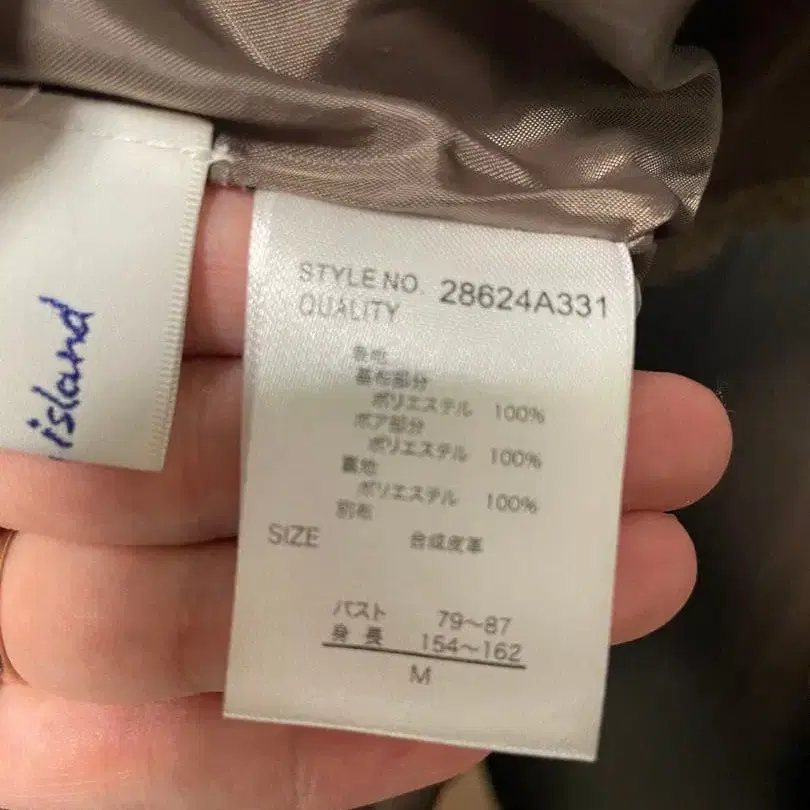 island
STYLE NO. 28624A331
QUALITY
表地
基布部分
ポリエステル 100%
ボア部分
ポリエステル 100%
裏地
ポリエステル 100%
別布
合成皮革
SIZE
バスト 79〜87
身長 154〜162
M